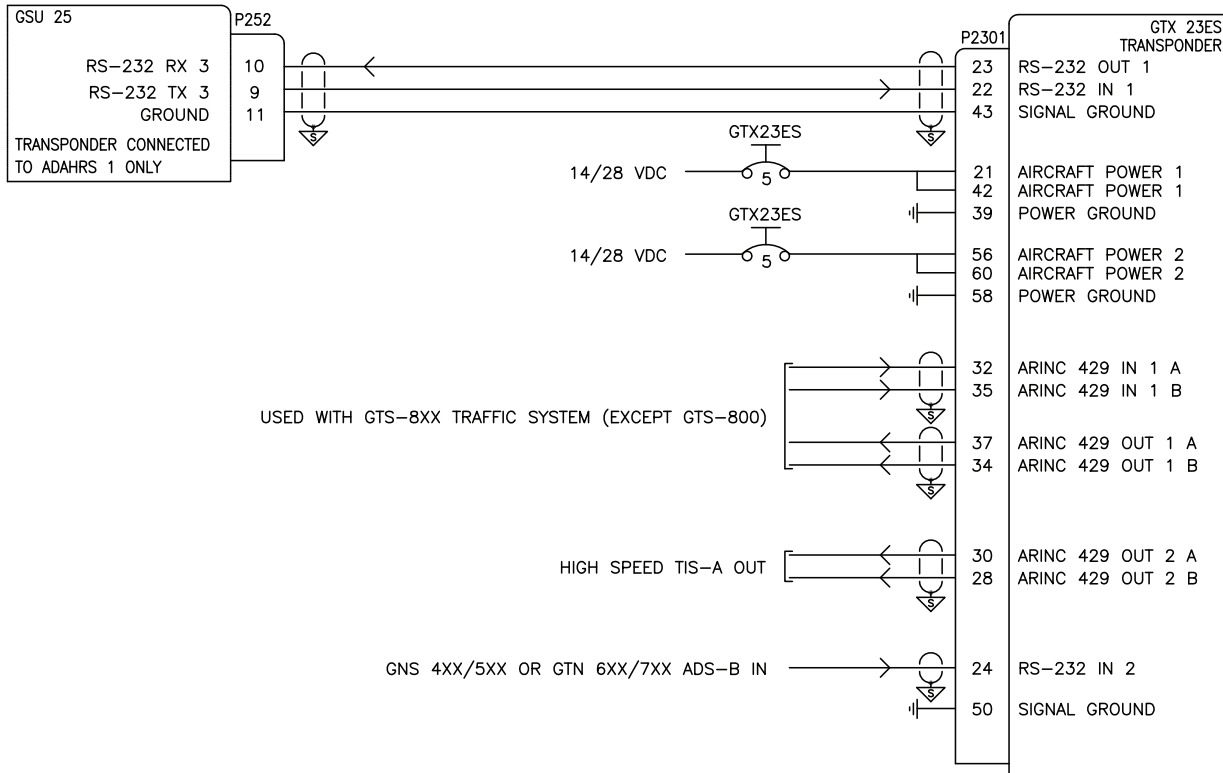 GSU 25
P252
RS-232 RX 3 10
RS-232 TX 3 9
GROUND 11
TRANSPONDER CONNECTED
TO ADAHRS 1 ONLY
GTX 23ES
TRANSPONDER
P2301
23 RS-232 OUT 1
22 RS-232 IN 1
43 SIGNAL GROUND
S
S
GTX23ES
14/28 VDC 5
21 AIRCRAFT POWER 1
42 AIRCRAFT POWER 1
39 POWER GROUND
GTX23ES
14/28 VDC 5
56 AIRCRAFT POWER 2
60 AIRCRAFT POWER 2
58 POWER GROUND
32 ARINC 429 IN 1 A
35 ARINC 429 IN 1 B
S
USED WITH GTS-8XX TRAFFIC SYSTEM (EXCEPT GTS-800)
37 ARINC 429 OUT 1 A
34 ARINC 429 OUT 1 B
S
HIGH SPEED TIS-A OUT
30 ARINC 429 OUT 2 A
28 ARINC 429 OUT 2 B
S
GNS 4XX/5XX OR GTN 6XX/7XX ADS-B IN
24 RS-232 IN 2
S
50 SIGNAL GROUND